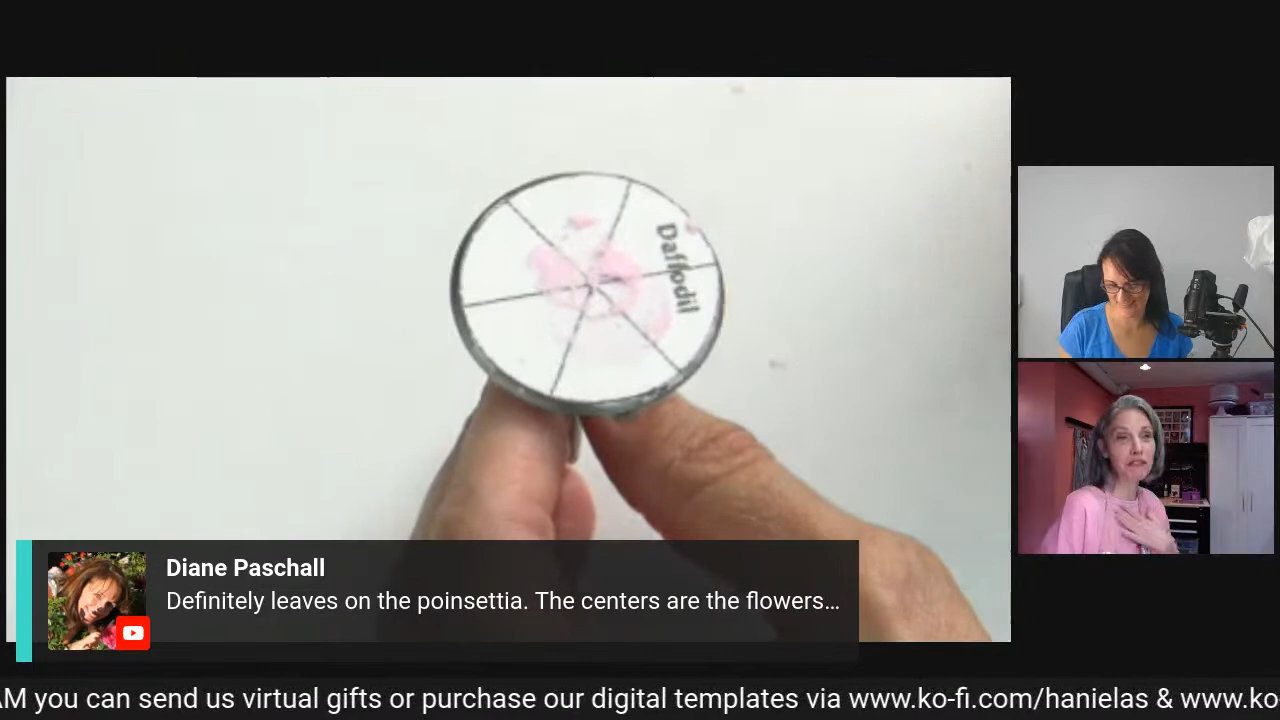 Daffodil
Diane Paschall
Definitely leaves on the poinsettia. The centers are the flowers...
AM you can send us virtual gifts or purchase our digital templates via www.ko-fi.com/hanielas & www.ko